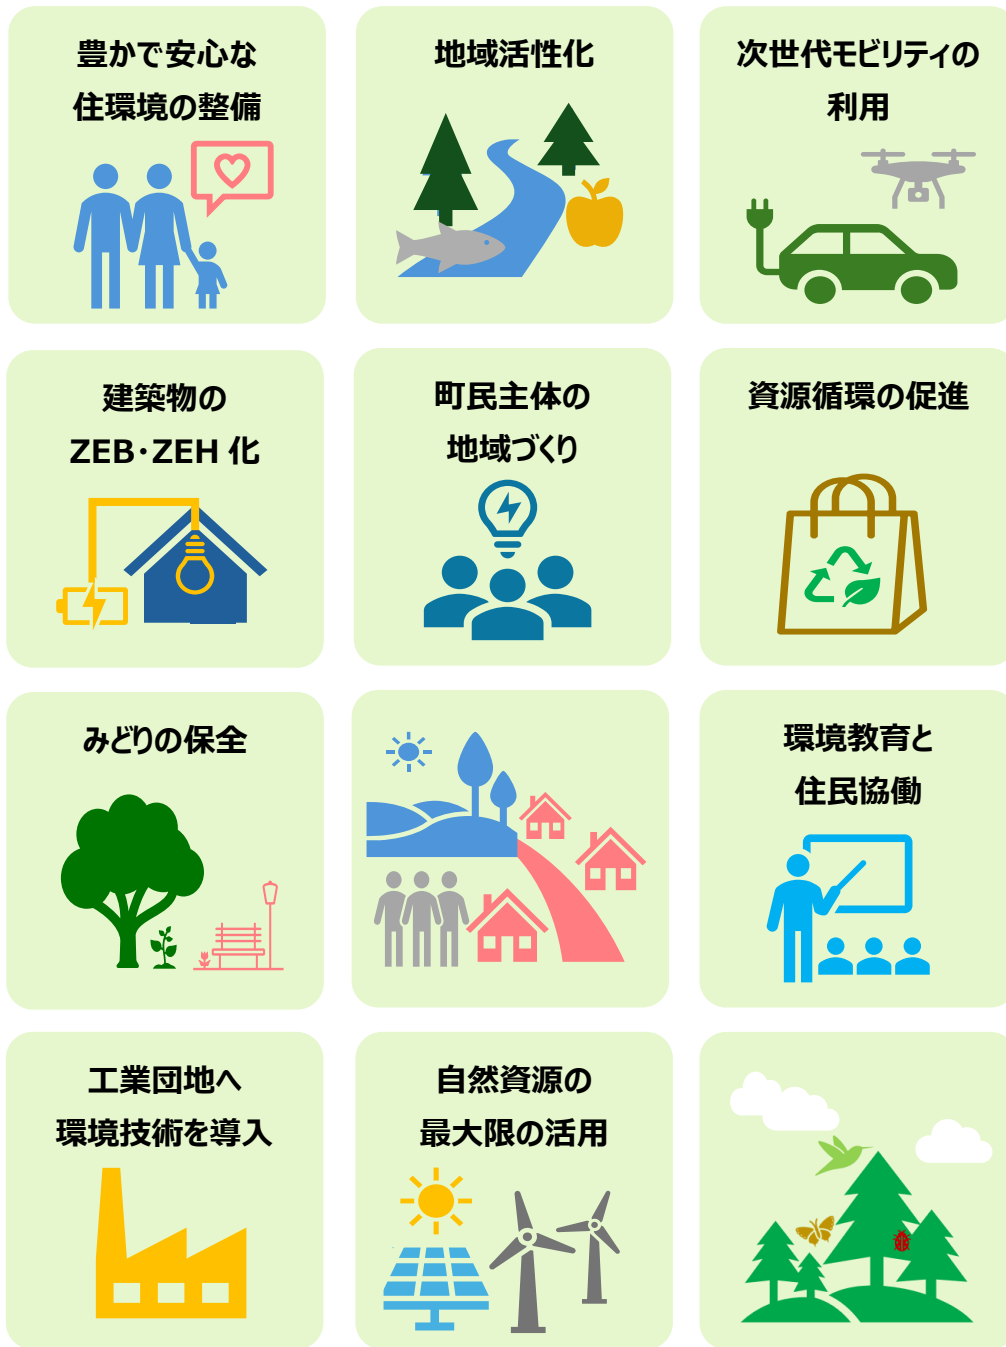 豊かで安心な
住環境の整備
地域活性化
次世代モビリティの
利用
建築物の
ZEB・ZEH 化
町民主体の
地域づくり
資源循環の促進
みどりの保全
環境教育と
住民協働
工業団地へ
環境技術を導入
自然資源の
最大限の活用